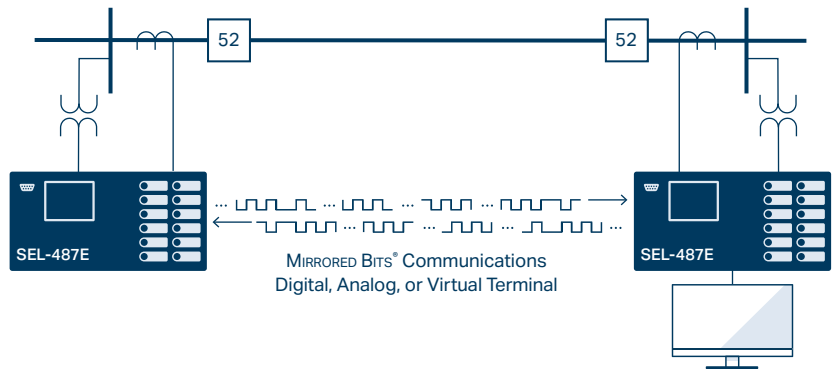 52
52
SEL-487E
SEL-487E
MIRRORED BITS® Communications
Digital, Analog, or Virtual Terminal